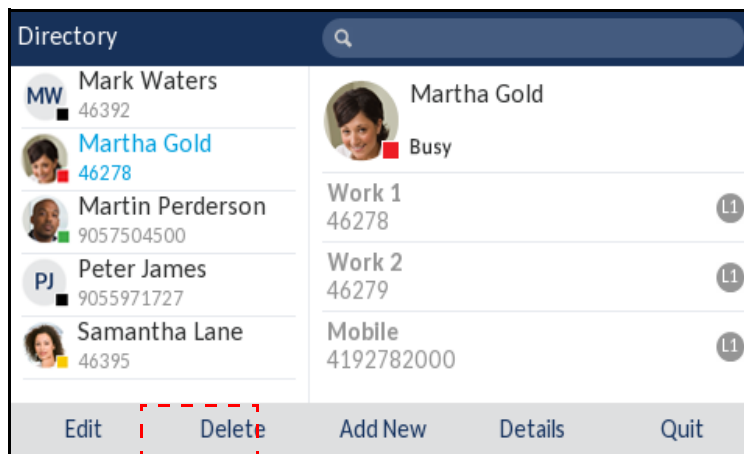 Directory
MW
Mark Waters
46392
Martha Gold
46278
Martin Perderson
9057504500
PJ
Peter James
9055971727
Samantha Lane
46395
Martha Gold
Busy
Work 1
46278
L1
Work 2
46279
L1
Mobile
4192782000
L1
Edit Delete Add New Details Quit